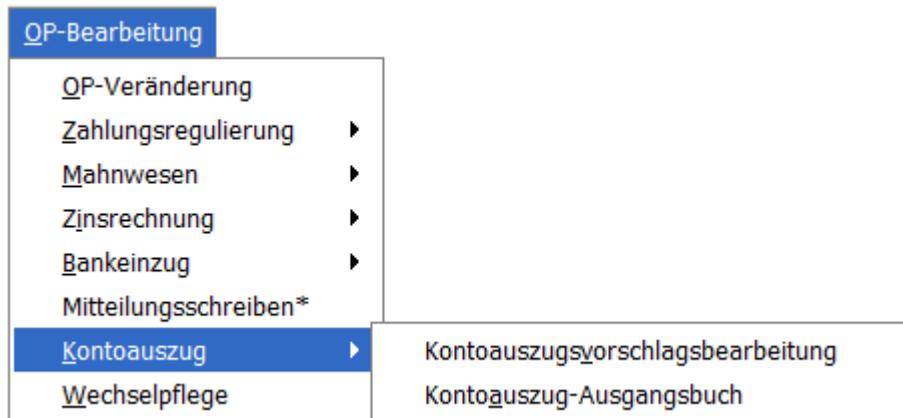 OP-Bearbeitung
OP-Veränderung
Zahlungsregulierung
Mahnwesen
Zinsrechnung
Bankeinzug
Mitteilungsschreiben*
Kontoauszug
Kontoauszugsvorschlagsbearbeitung
Wechselpflege
Kontoauszug-Ausgangsbuch